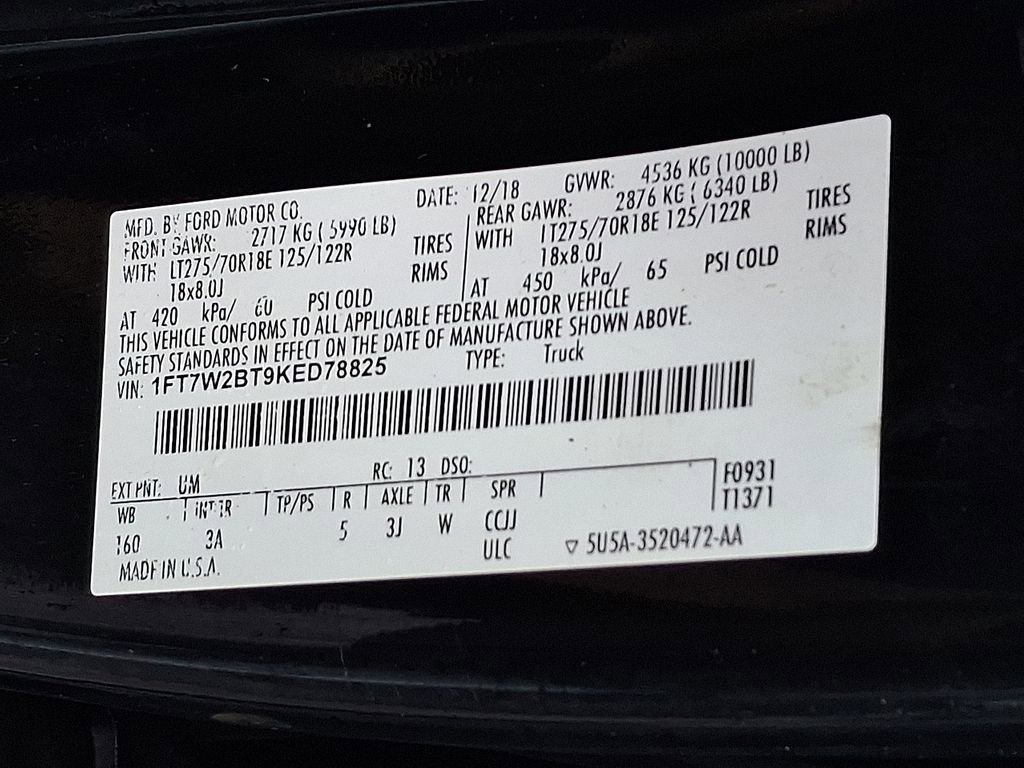 MFD. BY FORD MOTOR CO. DATE: 12/18 GVWR: 4536 KG (10000 LB)
FRONT GAWR: 2717 KG ( 5990 LB) REAR GAWR: 2876 KG ( 6340 LB)
WITH LT275/70R18E 125/122R TIRES WITH LT275/70R18E 125/122R TIRES
18x8.0J RIMS 18x8.0J RIMS
AT 420 kPa/ 60 PSI COLD AT 450 kPa/ 65 PSI COLD
THIS VEHICLE CONFORMS TO ALL APPLICABLE FEDERAL MOTOR VEHICLE
SAFETY STANDARDS IN EFFECT ON THE DATE OF MANUFACTURE SHOWN ABOVE.
VIN: 1FT7W2BT9KED78825 TYPE: Truck
EXT PNT: UM RC: 13 DSO: F0931
WB INT TR TP/PS R AXLE TR SPR T1371
160 3A 5 3J W CCJJ
MADE IN U.S.A. ULC ▽ 5U5A-3520472-AA